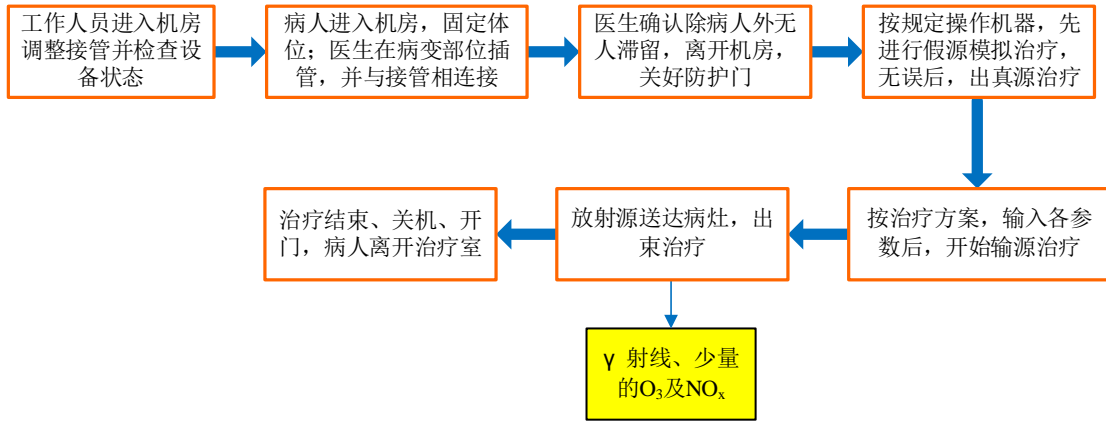 工作人员进入机房
调整接管并检查设
备状态
病人进入机房，固定体
位；医生在病变部位插
管，并与接管相连接
医生确认除病人外无
人滞留，离开机房，
关好防护门
按规定操作机器，先
进行假源模拟治疗，
无误后，出真源治疗
按治疗方案，输入各参
数后，开始输源治疗
放射源送达病灶，出
束治疗
治疗结束、关机、开
门，病人离开治疗室
γ 射线、少量
的O₃及NOₓ